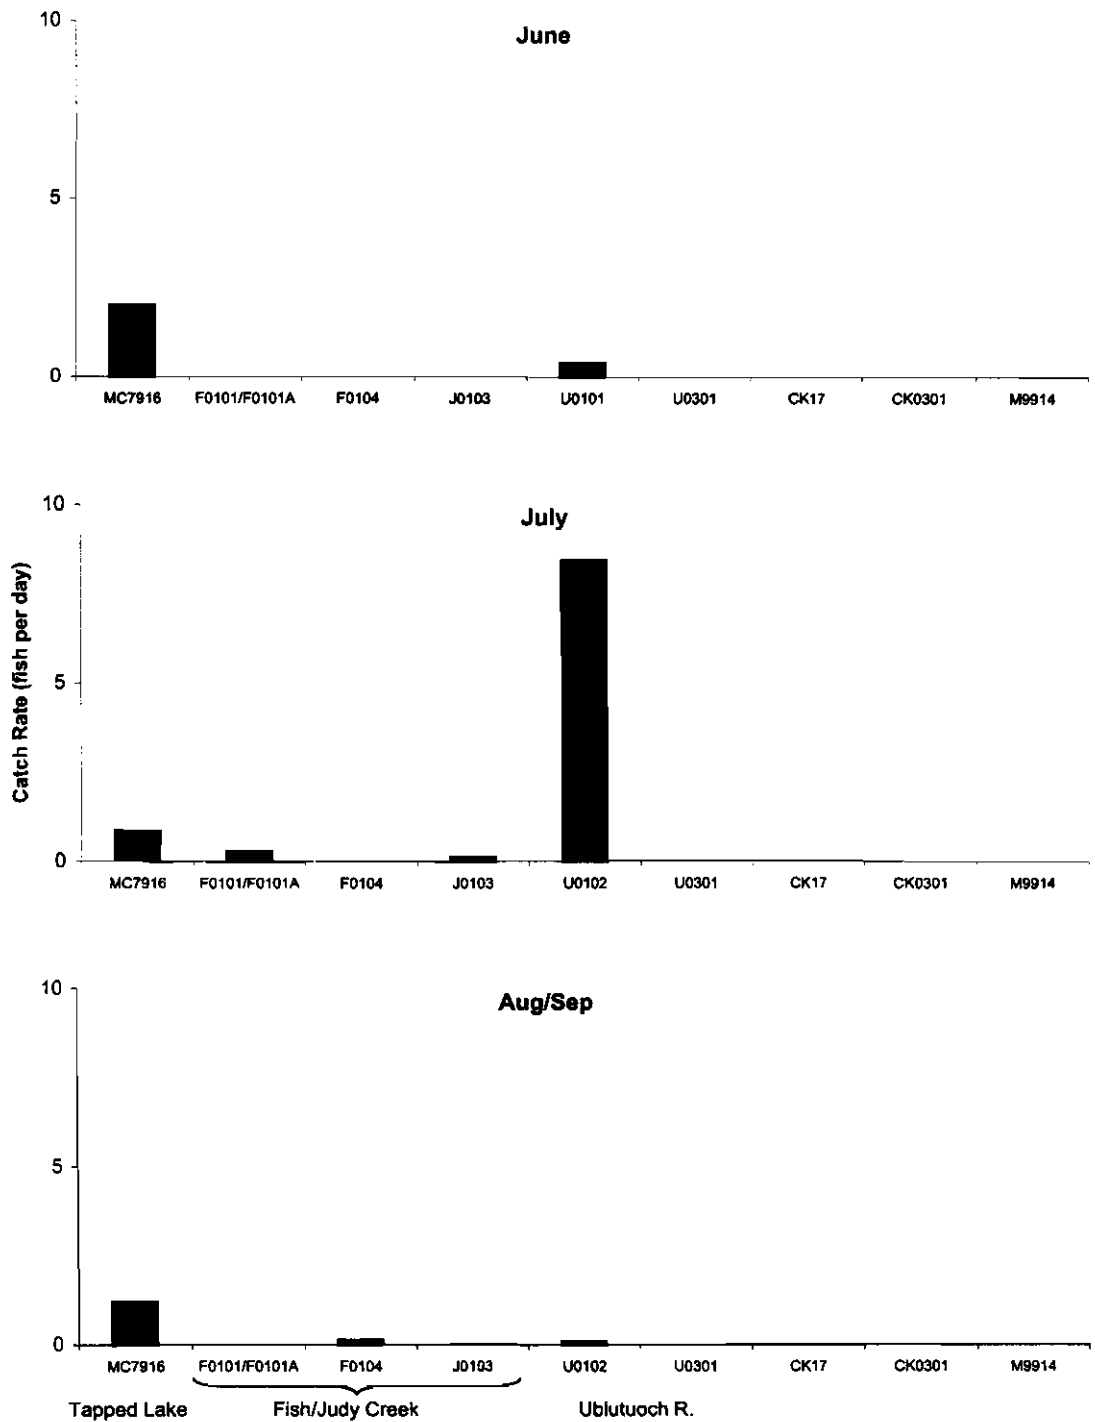 June
10
5
0
MC7916 F0101/F0101A F0104 J0103 U0101 U0301 CK17 CK0301 M9914
Catch Rate (fish per day)
July
10
5
0
MC7916 F0101/F0101A F0104 J0103 U0102 U0301 CK17 CK0301 M9914
Aug/Sep
10
5
0
MC7916 F0101/F0101A F0104 J0103 U0102 U0301 CK17 CK0301 M9914
Tapped Lake Fish/Judy Creek Ublutuoch R.